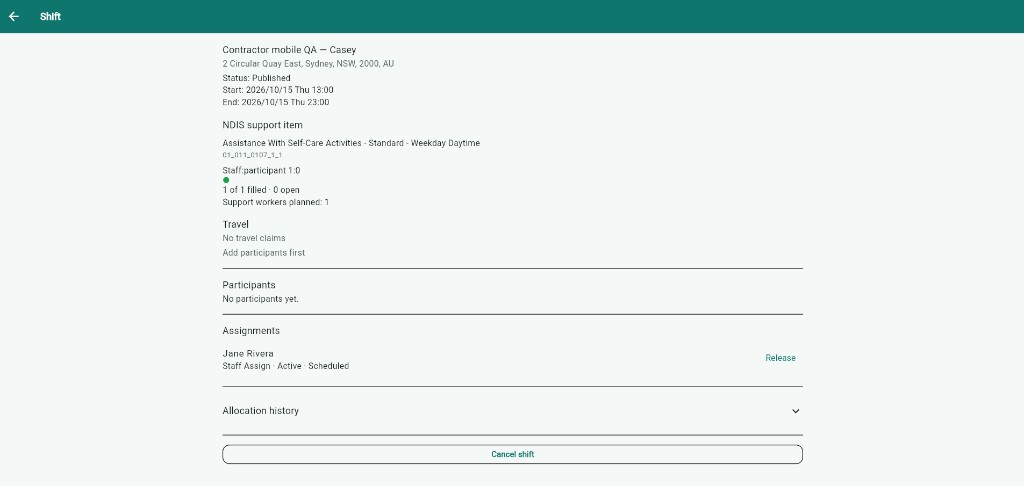 Shift
Contractor mobile QA — Casey
2 Circular Quay East, Sydney, NSW, 2000, AU
Status: Published
Start: 2026/10/15 Thu 13:00
End: 2026/10/15 Thu 23:00
NDIS support item
Assistance With Self-Care Activities - Standard - Weekday Daytime
01_011_0107_1_1
Staff:participant 1:0
1 of 1 filled · 0 open
Support workers planned: 1
Travel
No travel claims
Add participants first
Participants
No participants yet.
Assignments
Jane Rivera
Release
Staff Assign · Active · Scheduled
Allocation history
Cancel shift